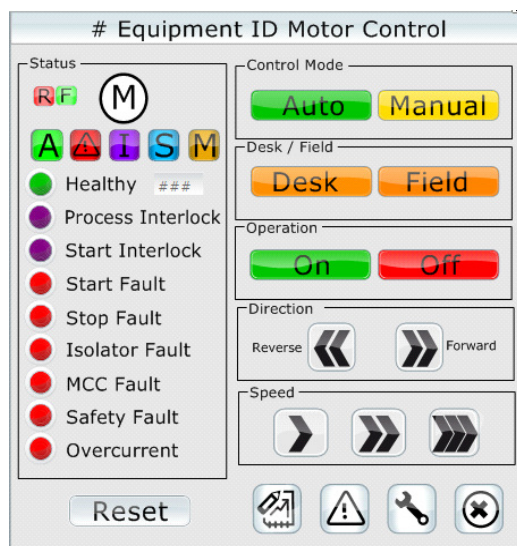 # Equipment ID Motor Control
Status
R F M
A I S M
Healthy ###
Process Interlock
Start Interlock
Start Fault
Stop Fault
Isolator Fault
MCC Fault
Safety Fault
Overcurrent
Reset
Control Mode
Auto Manual
Desk / Field
Desk Field
Operation
On Off
Direction
Reverse Forward
Speed